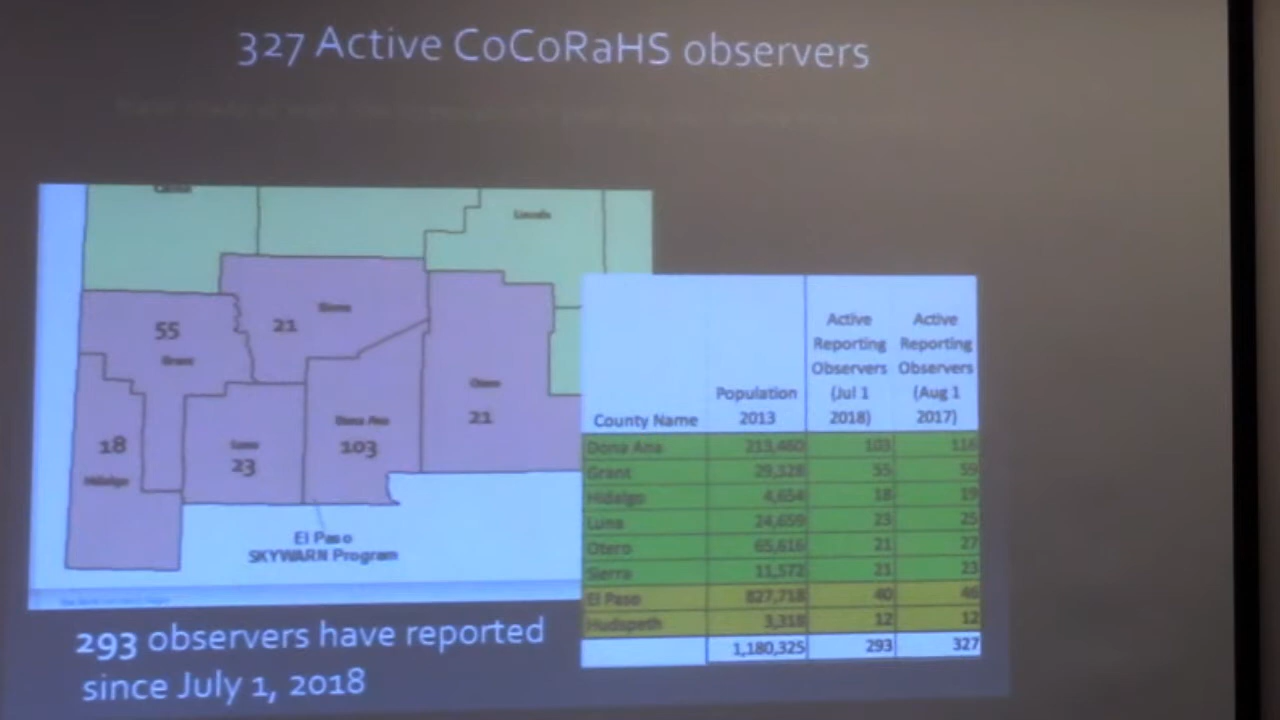 327 Active CoCoRaHS observers
Catron
Lincoln
Sierra
21
55
Grant
Otero
21
Dona Ana
103
Luna
23
18
Hidalgo
El Paso
SKYWARN Program
County Name Population 2013 Active Reporting Observers (Jul 1 2018) Active Reporting Observers (Aug 1 2017)
Dona Ana 213,460 103 116
Grant 29,328 55 59
Hidalgo 4,654 18 19
Luna 24,659 23 25
Otero 65,616 21 27
Sierra 11,572 21 23
El Paso 827,718 40 46
Hudspeth 3,318 12 12
1,180,325 293 327
293 observers have reported
since July 1, 2018